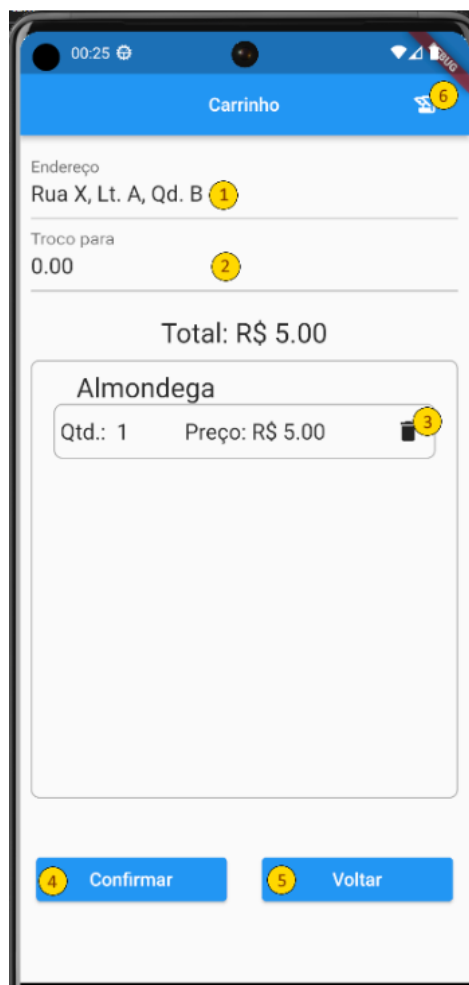 00:25
BUG
Carrinho
6
Endereço
Rua X, Lt. A, Qd. B 1
Troco para
0.00 2
Total: R$ 5.00
Almondega
Qtd.: 1 Preço: R$ 5.00 3
4 Confirmar 5 Voltar